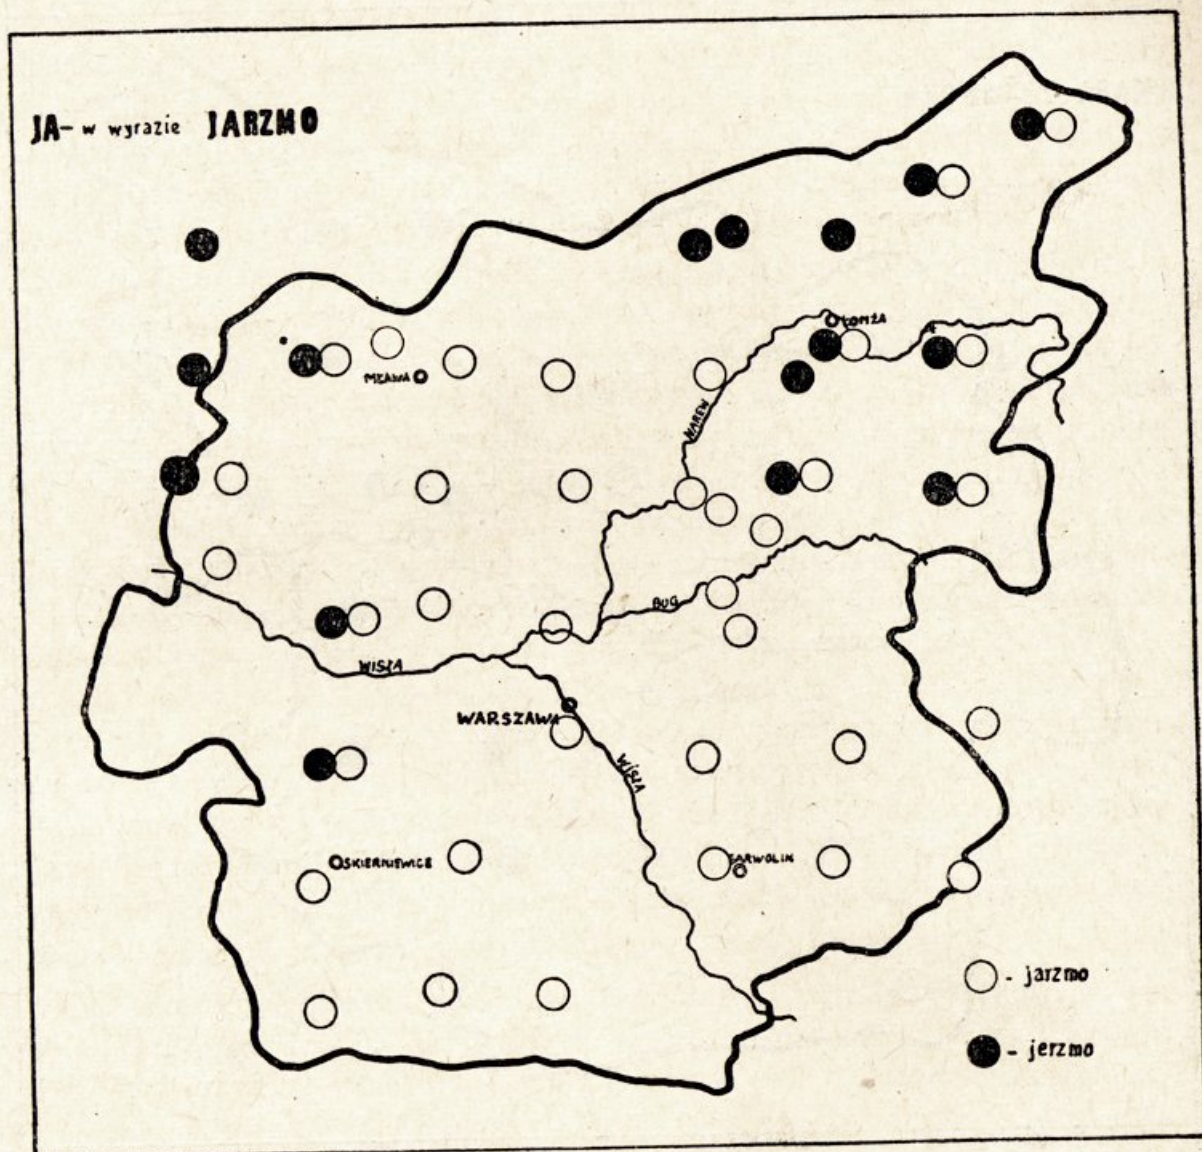 JA- w wyrazie JARZMO
ŁOMŻA
MŁAWA
NAREW
BUG
WISŁA
WARSZAWA
WISŁA
SKIERNIEWICE
GARWOLIN
- jarzmo
- jerzmo